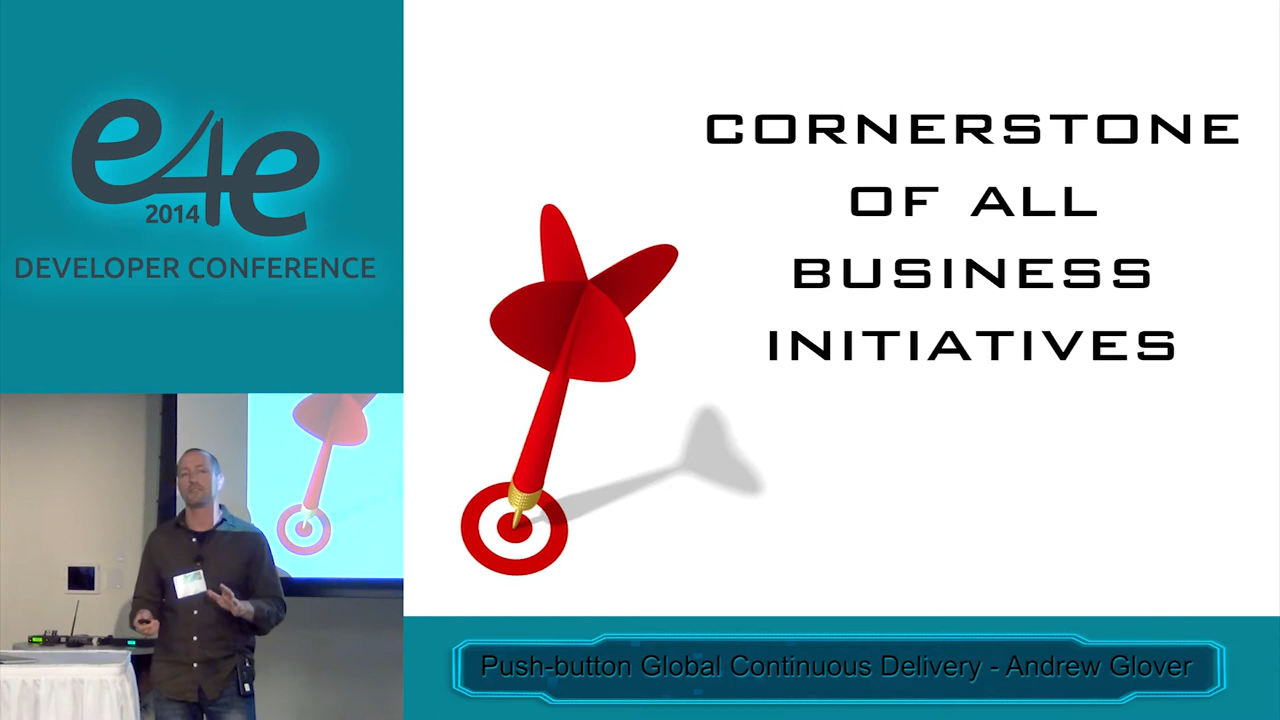 e4e
2014
DEVELOPER CONFERENCE
CORNERSTONE
OF ALL
BUSINESS
INITIATIVES
Push-button Global Continuous Delivery - Andrew Glover